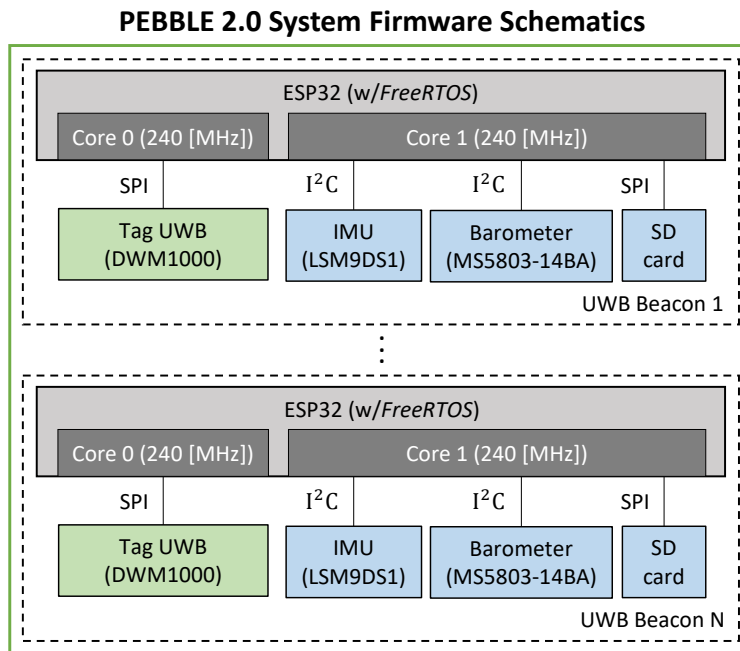 PEBBLE 2.0 System Firmware Schematics
ESP32 (w/FreeRTOS)
Core 0 (240 [MHz])
Core 1 (240 [MHz])
SPI
I²C
I²C
SPI
Tag UWB
(DWM1000)
IMU
(LSM9DS1)
Barometer
(MS5803-14BA)
SD
card
UWB Beacon 1
⋮
ESP32 (w/FreeRTOS)
Core 0 (240 [MHz])
Core 1 (240 [MHz])
SPI
I²C
I²C
SPI
Tag UWB
(DWM1000)
IMU
(LSM9DS1)
Barometer
(MS5803-14BA)
SD
card
UWB Beacon N